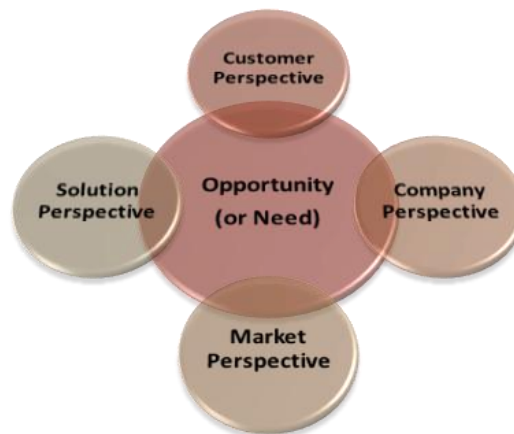 Customer
Perspective
Solution
Perspective
Opportunity
(or Need)
Company
Perspective
Market
Perspective